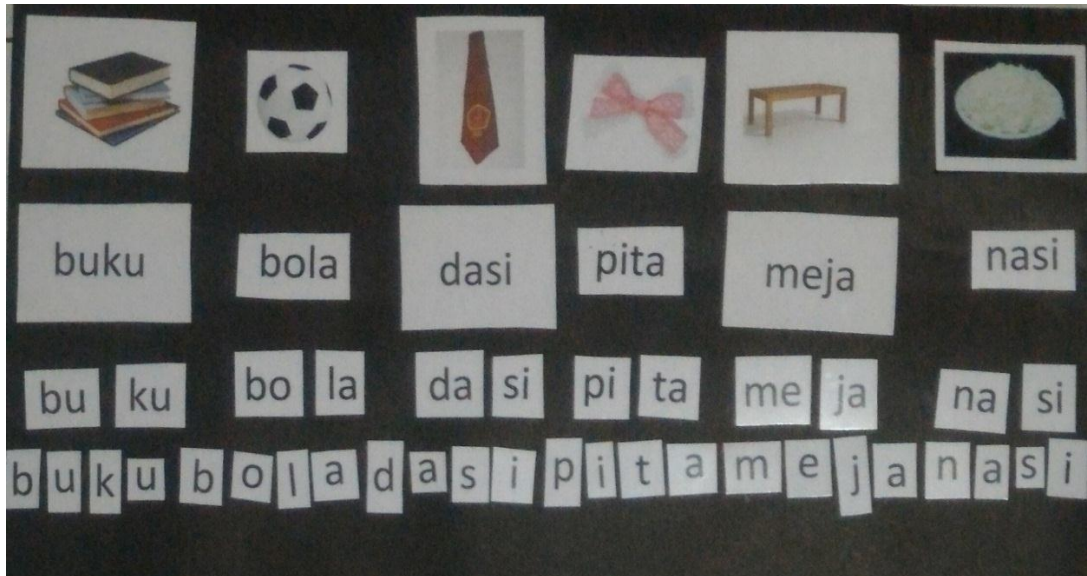 buku bola dasi pita meja nasi
bu ku bo la da si pi ta me ja na si
b u k u b o l a d a s i p i t a m e j a n a s i